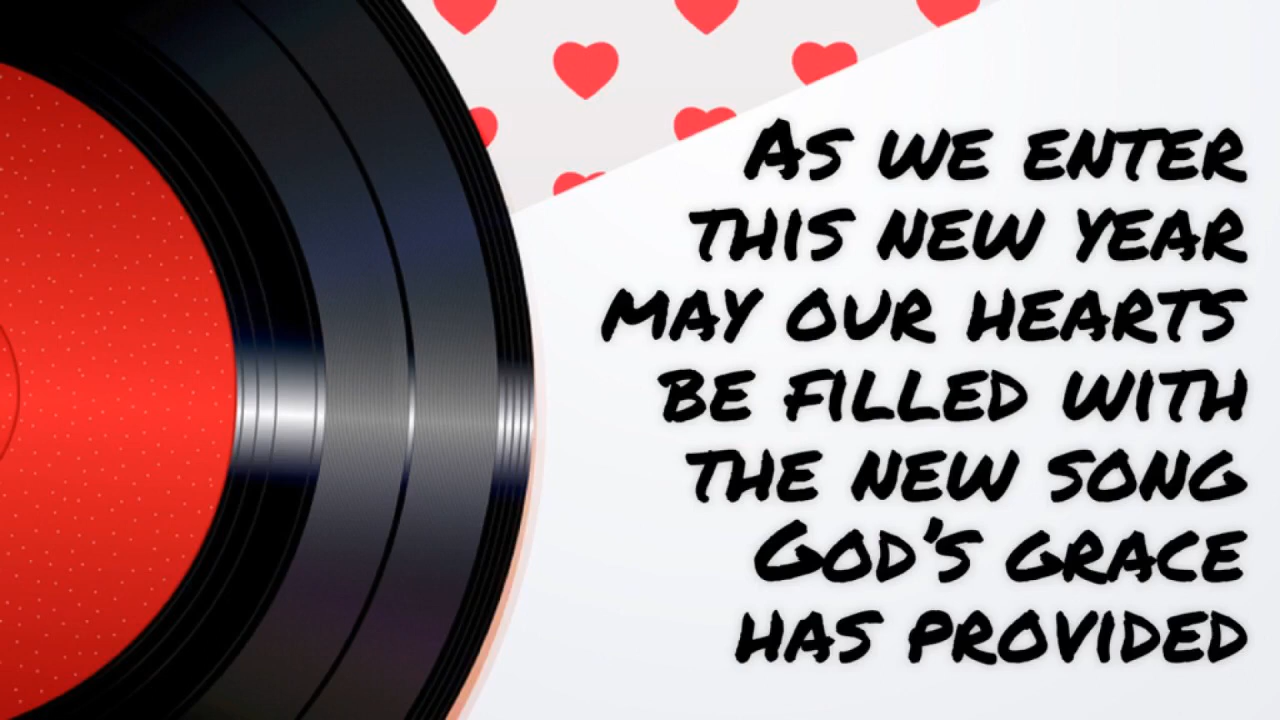 As we enter
this new year
may our hearts
be filled with
the new song
God's grace
has provided